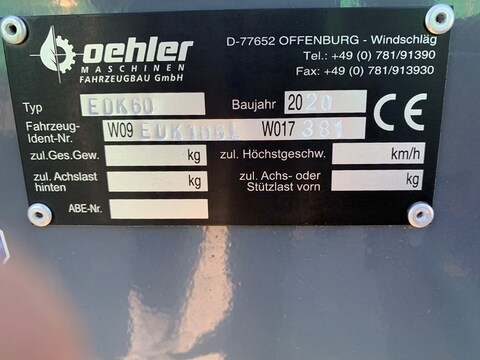 oehler
MASCHINEN
FAHRZEUGBAU GmbH
D-77652 OFFENBURG - Windschläg
Tel.: +49 (0) 781/91390
Fax: +49 (0) 781/913930
Typ EDK60 Baujahr 2020
Fahrzeug-Ident-Nr. W09 W017 381
CE
zul.Ges.Gew. kg zul. Höchstgeschw. km/h
zul. Achslast hinten kg zul. Achs- oder Stützlast vorn kg
ABE-Nr.